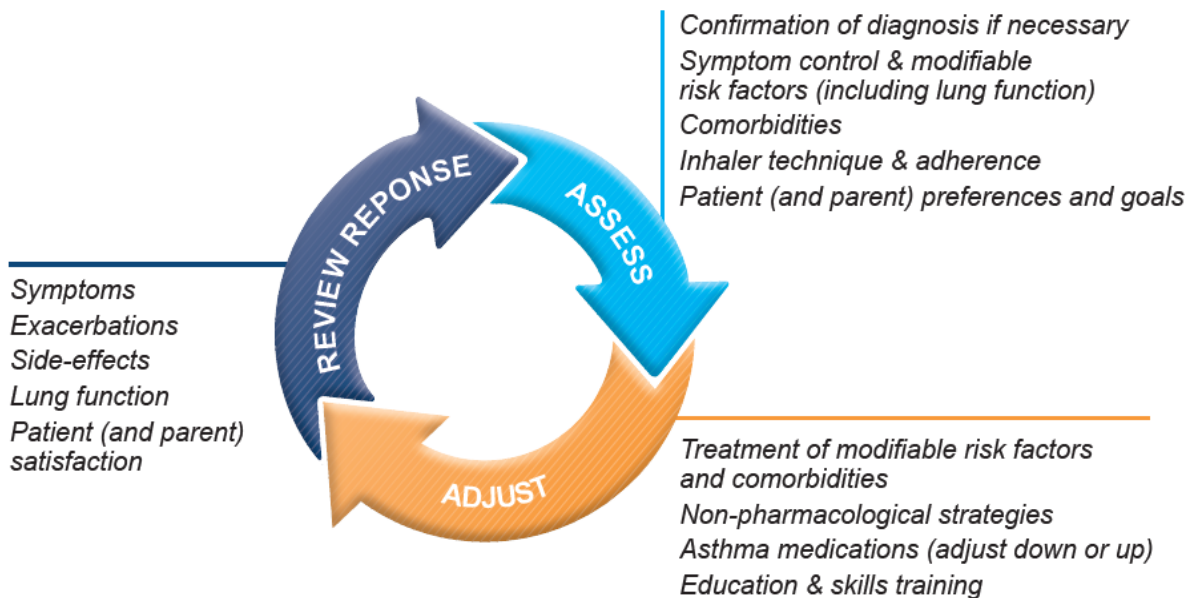 Confirmation of diagnosis if necessary
Symptom control & modifiable
risk factors (including lung function)
Comorbidities
Inhaler technique & adherence
Patient (and parent) preferences and goals
REVIEW REPONSE
ASSESS
ADJUST
Symptoms
Exacerbations
Side-effects
Lung function
Patient (and parent)
satisfaction
Treatment of modifiable risk factors
and comorbidities
Non-pharmacological strategies
Asthma medications (adjust down or up)
Education & skills training